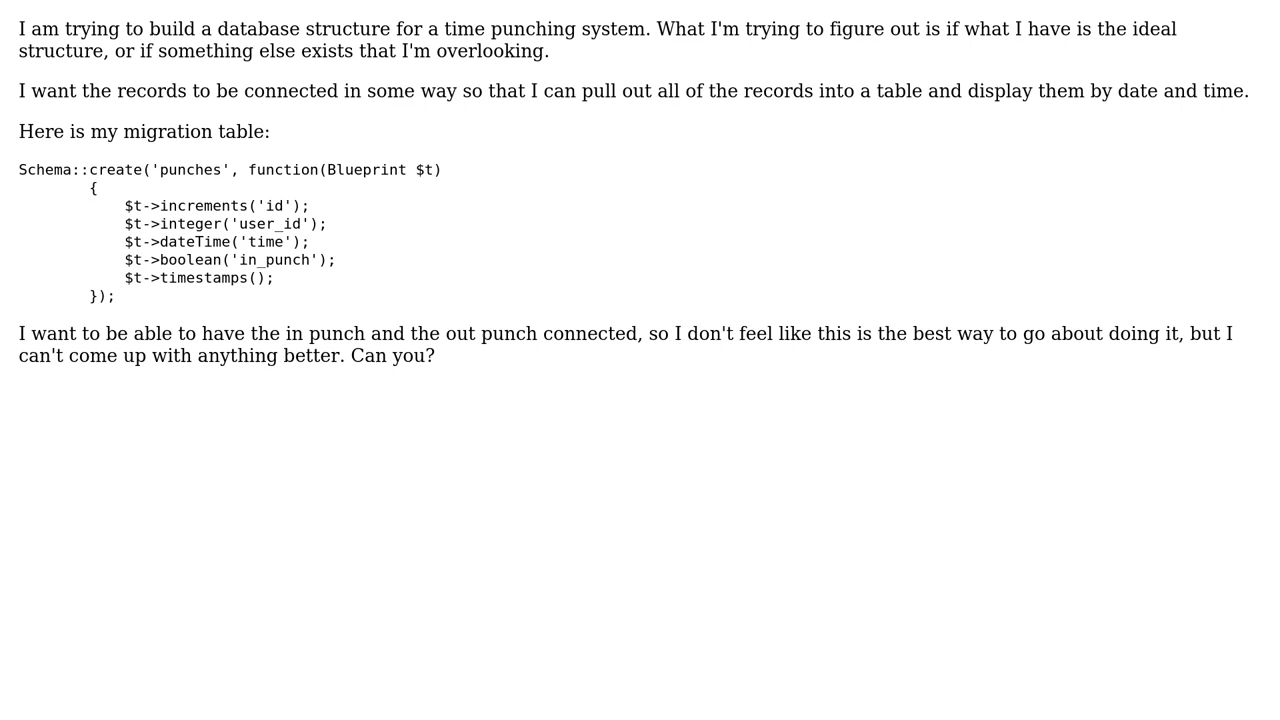 I am trying to build a database structure for a time punching system. What I'm trying to figure out is if what I have is the ideal
structure, or if something else exists that I'm overlooking.
I want the records to be connected in some way so that I can pull out all of the records into a table and display them by date and time.
Here is my migration table:
Schema::create('punches', function(Blueprint $t)
        {
            $t->increments('id');
            $t->integer('user_id');
            $t->dateTime('time');
            $t->boolean('in_punch');
            $t->timestamps();
        });
I want to be able to have the in punch and the out punch connected, so I don't feel like this is the best way to go about doing it, but I
can't come up with anything better. Can you?